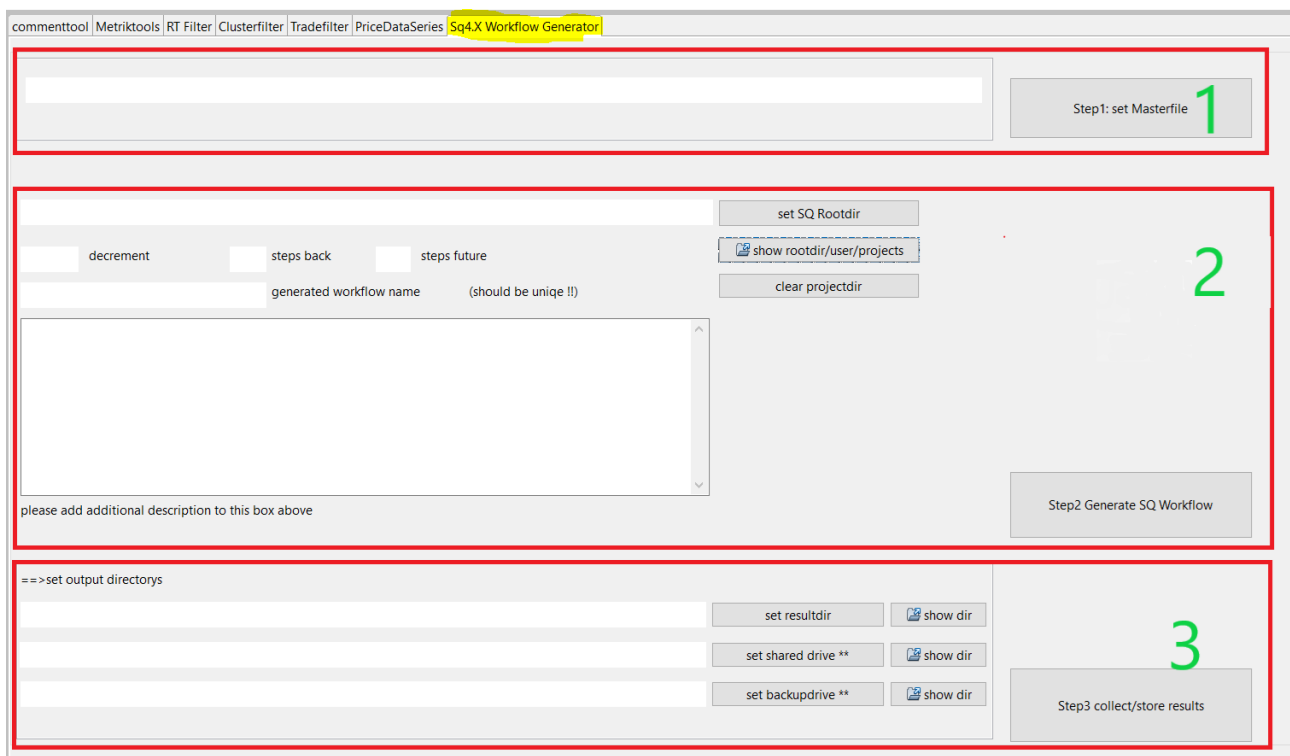 commenttool Metriktools RT Filter Clusterfilter Tradefilter PriceDataSeries Sq4.X Workflow Generator
Step1: set Masterfile
1
set SQ Rootdir
decrement steps back steps future
show rootdir/user/projects
2
generated workflow name (should be uniqe !!)
clear projectdir
Step2 Generate SQ Workflow
please add additional description to this box above
==>set output directorys
set resultdir show dir
set shared drive ** show dir
3
set backupdrive ** show dir
Step3 collect/store results